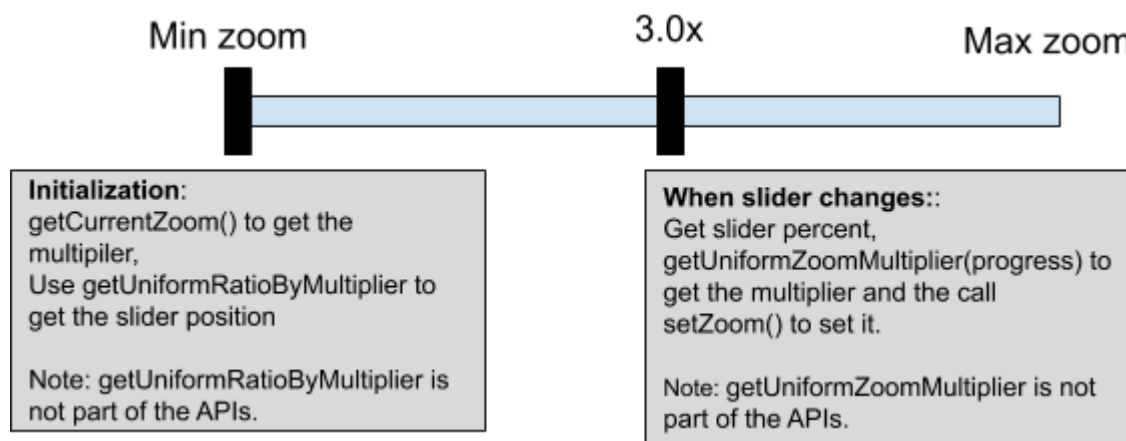 Min zoom
3.0x
Max zoom
Initialization:
getCurrentZoom() to get the
multipiler,
Use getUniformRatioByMultiplier to
get the slider position
Note: getUniformRatioByMultiplier is
not part of the APIs.
When slider changes::
Get slider percent,
getUniformZoomMultiplier(progress) to
get the multiplier and the call
setZoom() to set it.
Note: getUniformZoomMultiplier is not
part of the APIs.